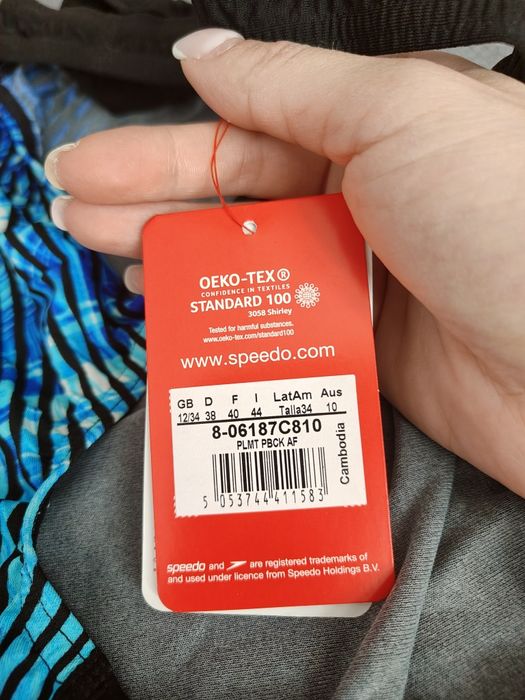 OEKO-TEX®
CONFIDENCE IN TEXTILES
STANDARD 100
3058 Shirley
Tested for harmful substances.
www.oeko-tex.com/standard100
www.speedo.com
GB D F I LatAm Aus
12/34 38 40 44 Talla34 10
8-06187C810
PLMT PBCK AF
Cambodia
5 053744 411583
speedo and are registered trademarks of
and used under licence from Speedo Holdings B.V.